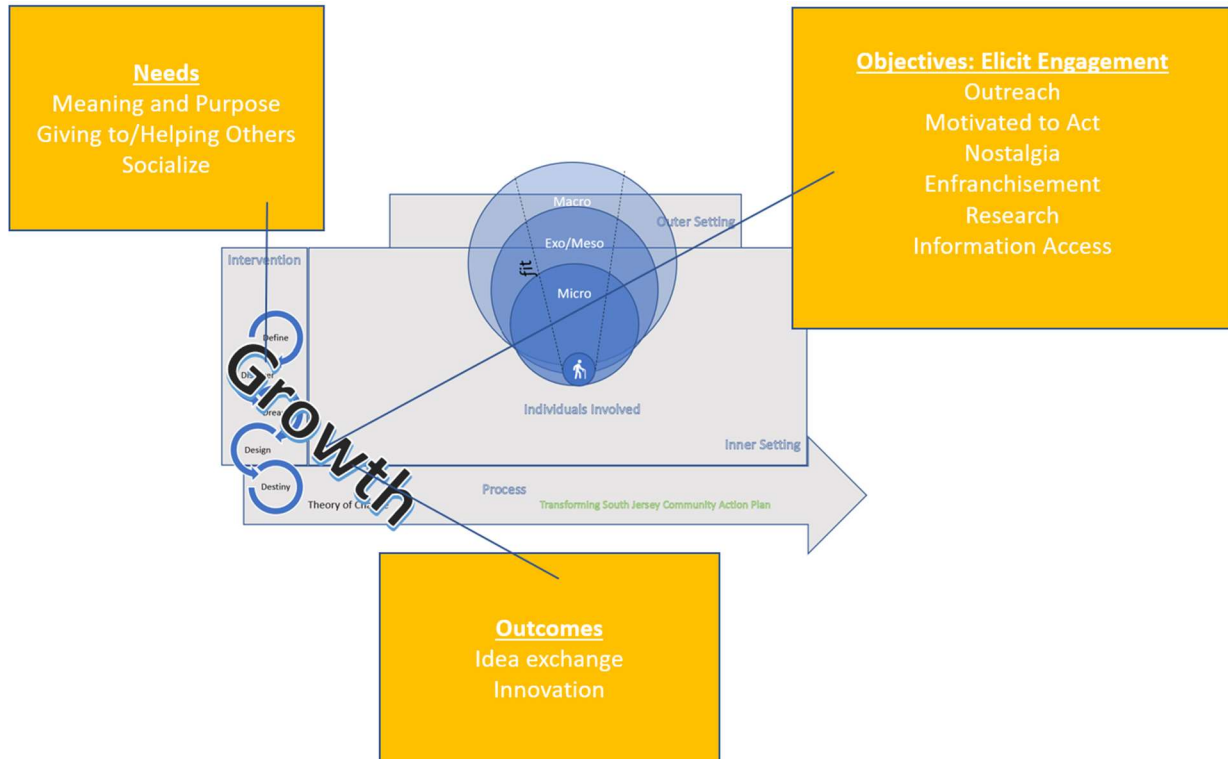 Needs
Meaning and Purpose
Giving to/Helping Others
Socialize
Objectives: Elicit Engagement
Outreach
Motivated to Act
Nostalgia
Enfranchisement
Research
Information Access
Macro
Outer Setting
Exo/Meso
Intervention
fit
Micro
Define
Growth
Design
Destiny
Individuals Involved
Inner Setting
Process
Theory of
Transforming South Jersey Community Action Plan
Outcomes
Idea exchange
Innovation